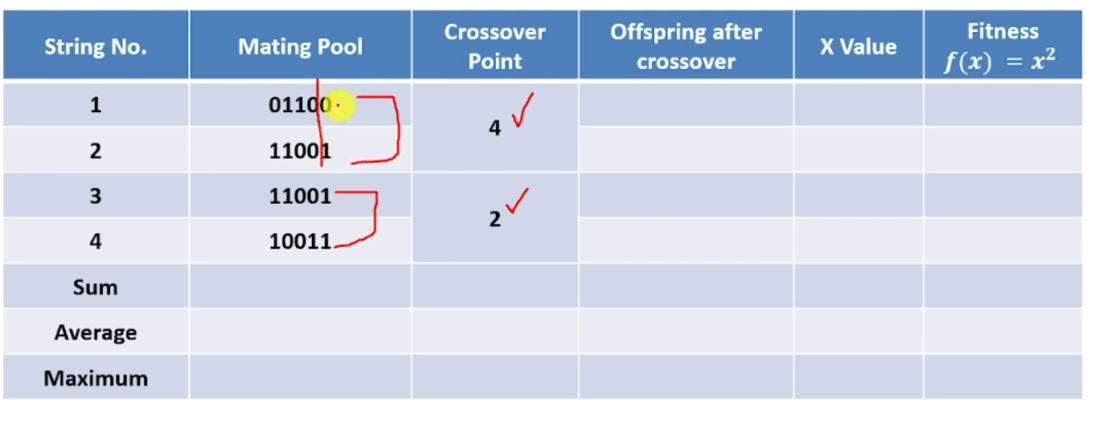 String No. Mating Pool Crossover Point Offspring after crossover X Value Fitness f(x) = x²
1 01100 4
2 11001
3 11001 2
4 10011
Sum
Average
Maximum